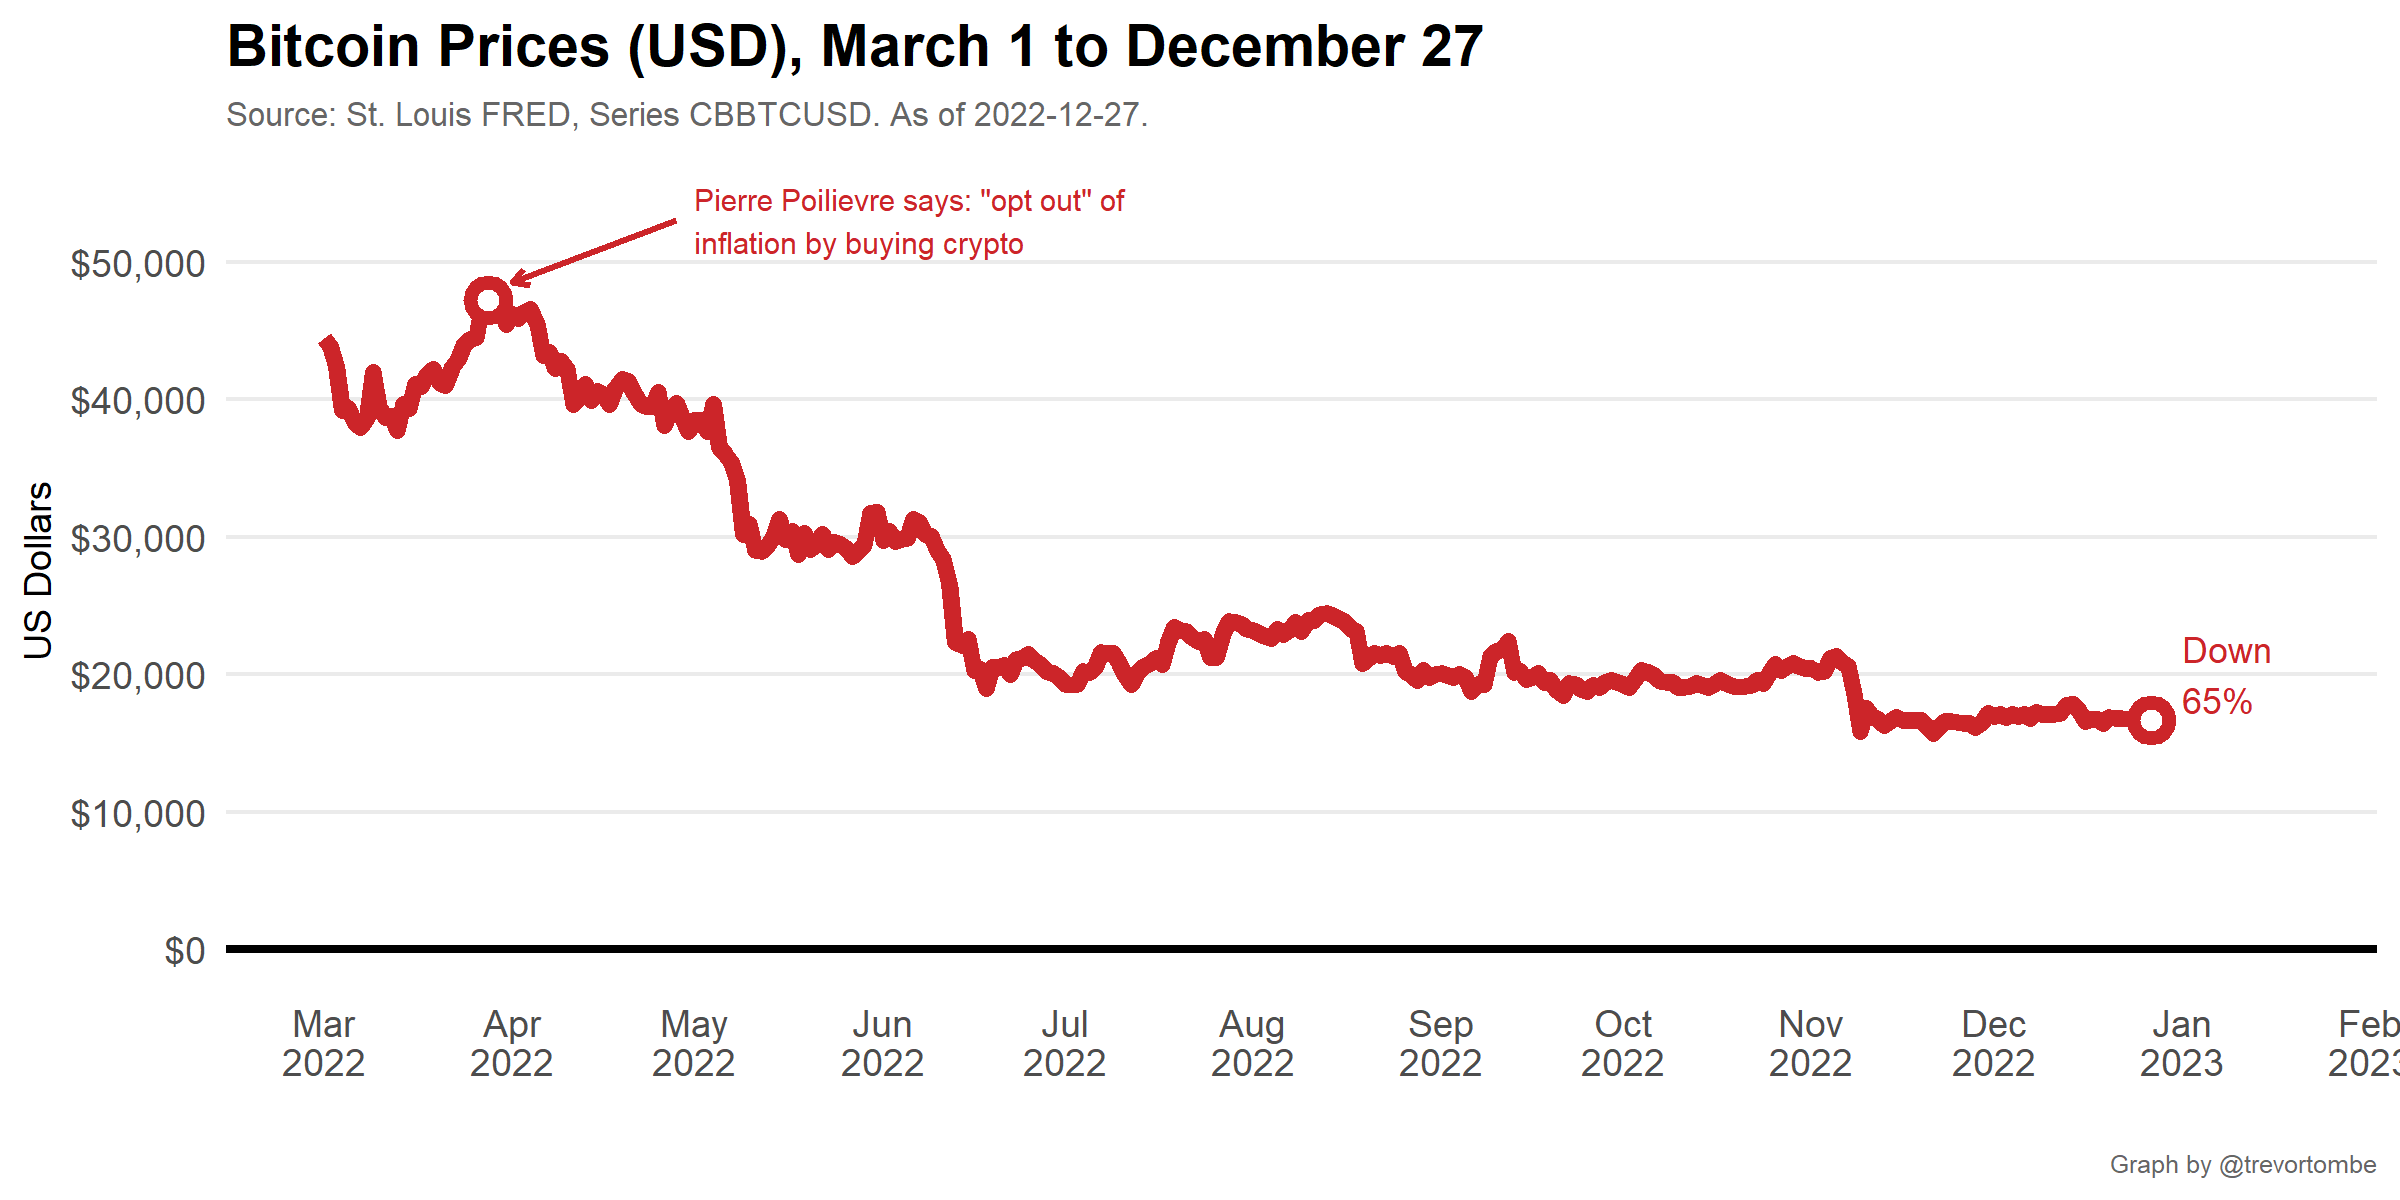 Bitcoin Prices (USD), March 1 to December 27
Source: St. Louis FRED, Series CBBTCUSD. As of 2022-12-27.
Pierre Poilievre says: "opt out" of
inflation by buying crypto
US Dollars
$50,000
$40,000
$30,000
$20,000
$10,000
$0
Down
65%
Mar 2022
Apr 2022
May 2022
Jun 2022
Jul 2022
Aug 2022
Sep 2022
Oct 2022
Nov 2022
Dec 2022
Jan 2023
Feb 2023
Graph by @trevortombe